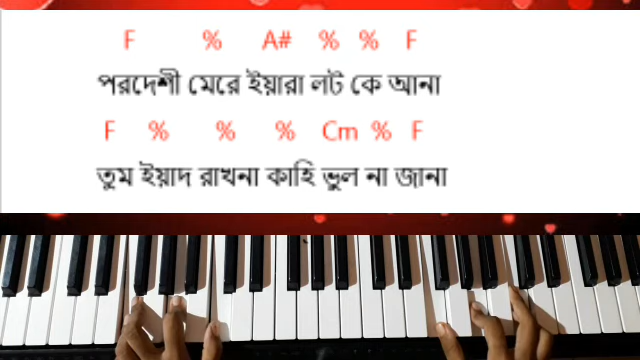 F % A# % % F
পরদেশী মেরে ইয়ারা লট কে আনা
F % % % Cm % F
তুম ইয়াদ রাখনা কাহি ভুল না জানা